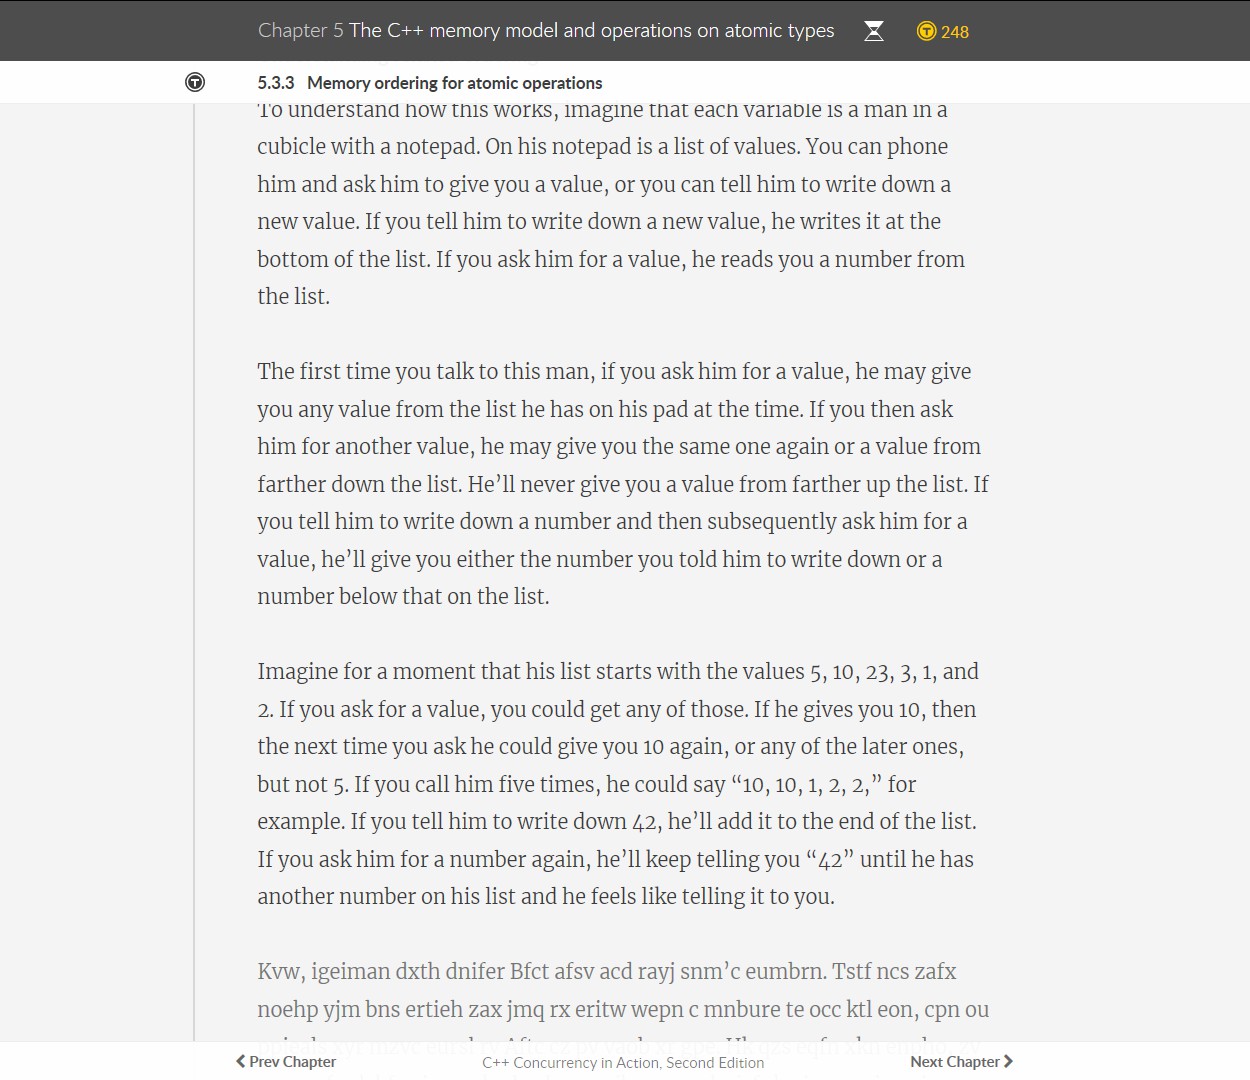 Chapter 5 The C++ memory model and operations on atomic types 248
5.3.3 Memory ordering for atomic operations
To understand how this works, imagine that each variable is a man in a
cubicle with a notepad. On his notepad is a list of values. You can phone
him and ask him to give you a value, or you can tell him to write down a
new value. If you tell him to write down a new value, he writes it at the
bottom of the list. If you ask him for a value, he reads you a number from
the list.
The first time you talk to this man, if you ask him for a value, he may give
you any value from the list he has on his pad at the time. If you then ask
him for another value, he may give you the same one again or a value from
farther down the list. He’ll never give you a value from farther up the list. If
you tell him to write down a number and then subsequently ask him for a
value, he’ll give you either the number you told him to write down or a
number below that on the list.
Imagine for a moment that his list starts with the values 5, 10, 23, 3, 1, and
2. If you ask for a value, you could get any of those. If he gives you 10, then
the next time you ask he could give you 10 again, or any of the later ones,
but not 5. If you call him five times, he could say “10, 10, 1, 2, 2,” for
example. If you tell him to write down 42, he’ll add it to the end of the list.
If you ask him for a number again, he’ll keep telling you “42” until he has
another number on his list and he feels like telling it to you.
Kvw, igeiman dxth dnifer Bfct afsv acd rayj snm’c eumbrn. Tstf ncs zafx
noehp yjm bns ertieh zax jmq rx eritw wepn c mnbure te occ ktl eon, cpn ou
Prev Chapter C++ Concurrency in Action, Second Edition Next Chapter